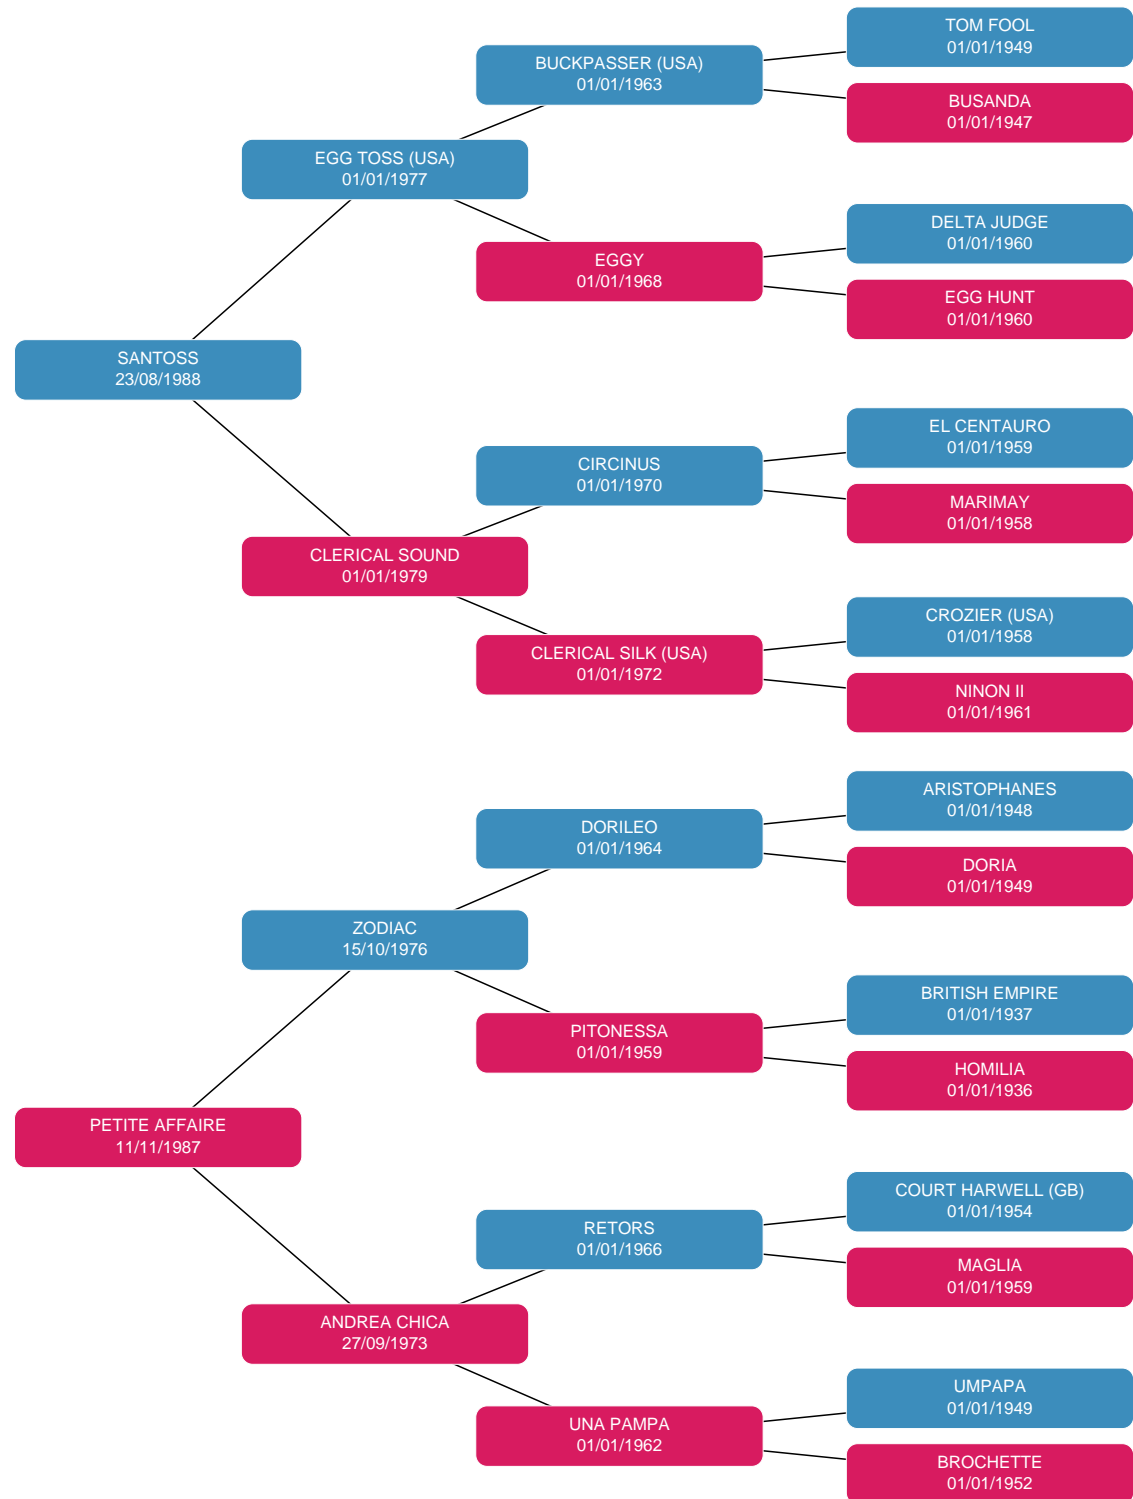 TOM FOOL
01/01/1949
BUCKPASSER (USA)
01/01/1963
BUSANDA
01/01/1947
EGG TOSS (USA)
01/01/1977
DELTA JUDGE
01/01/1960
EGGY
01/01/1968
EGG HUNT
01/01/1960
SANTOSS
23/08/1988
EL CENTAURO
01/01/1959
CIRCINUS
01/01/1970
MARIMAY
01/01/1958
CLERICAL SOUND
01/01/1979
CROZIER (USA)
01/01/1958
CLERICAL SILK (USA)
01/01/1972
NINON II
01/01/1961
ARISTOPHANES
01/01/1948
DORILEO
01/01/1964
DORIA
01/01/1949
ZODIAC
15/10/1976
BRITISH EMPIRE
01/01/1937
PITONESSA
01/01/1959
HOMILIA
01/01/1936
PETITE AFFAIRE
11/11/1987
COURT HARWELL (GB)
01/01/1954
RETORS
01/01/1966
MAGLIA
01/01/1959
ANDREA CHICA
27/09/1973
UMPAPA
01/01/1949
UNA PAMPA
01/01/1962
BROCHETTE
01/01/1952